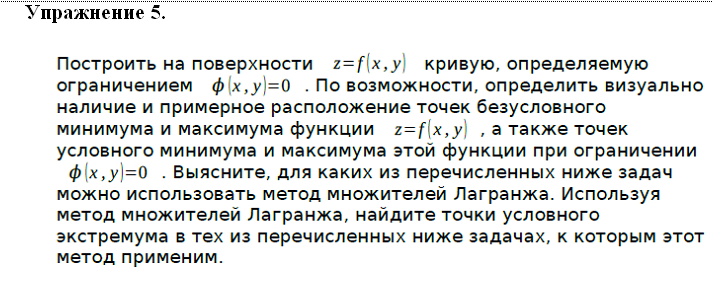 Упражнение 5.
Построить на поверхности z=f(x,y) кривую, определяемую
ограничением ϕ(x,y)=0 . По возможности, определить визуально
наличие и примерное расположение точек безусловного
минимума и максимума функции z=f(x,y) , а также точек
условного минимума и максимума этой функции при ограничении
ϕ(x,y)=0 . Выясните, для каких из перечисленных ниже задач
можно использовать метод множителей Лагранжа. Используя
метод множителей Лагранжа, найдите точки условного
экстремума в тех из перечисленных ниже задачах, к которым этот
метод применим.